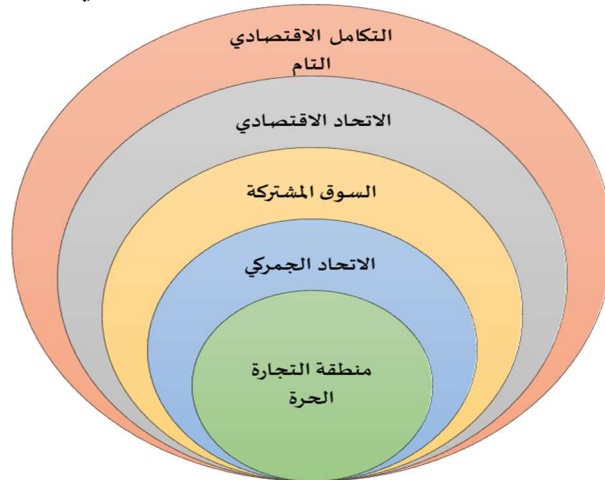 التكامل الاقتصادي
التام
الاتحاد الاقتصادي
السوق المشتركة
الاتحاد الجمركي
منطقة التجارة
الحرة